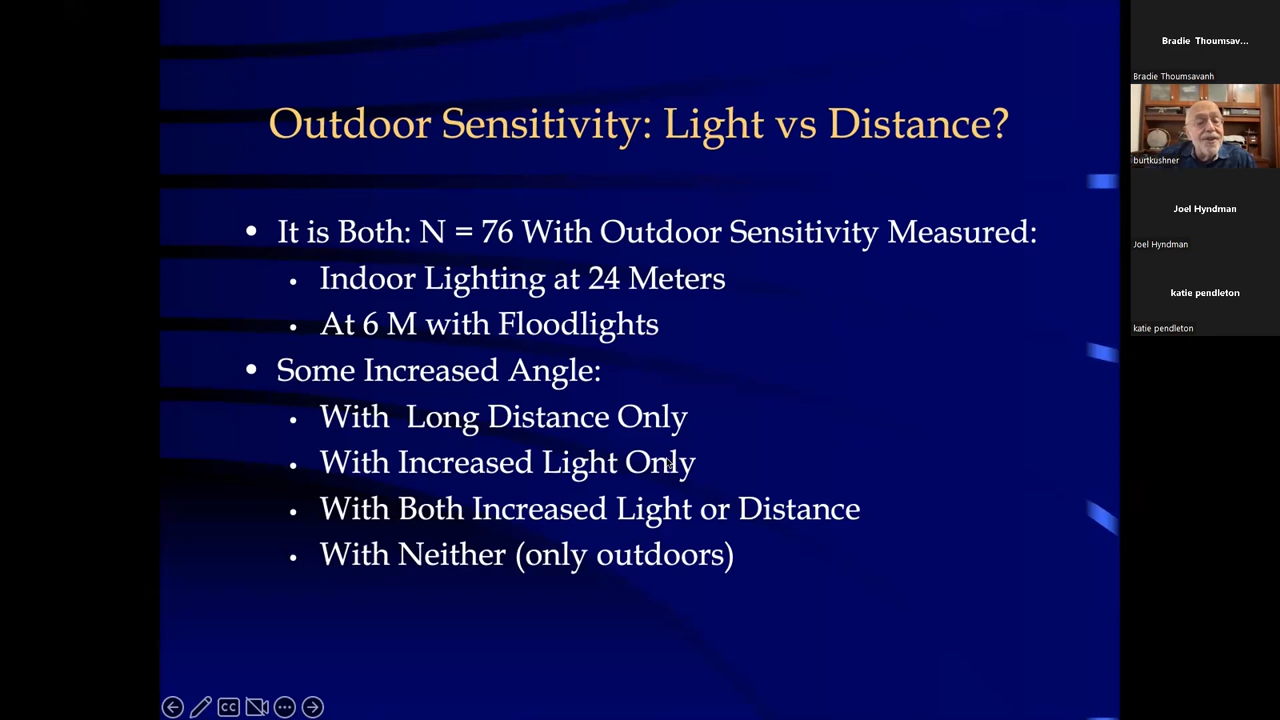 Outdoor Sensitivity: Light vs Distance?
• It is Both: N = 76 With Outdoor Sensitivity Measured:
• Indoor Lighting at 24 Meters
• At 6 M with Floodlights
• Some Increased Angle:
• With Long Distance Only
• With Increased Light Only
• With Both Increased Light or Distance
• With Neither (only outdoors)
Bradie Thoumsav...
Bradie Thoumsavanh
burtkushner
Joel Hyndman
Joel Hyndman
katie pendleton
katie pendleton
CC